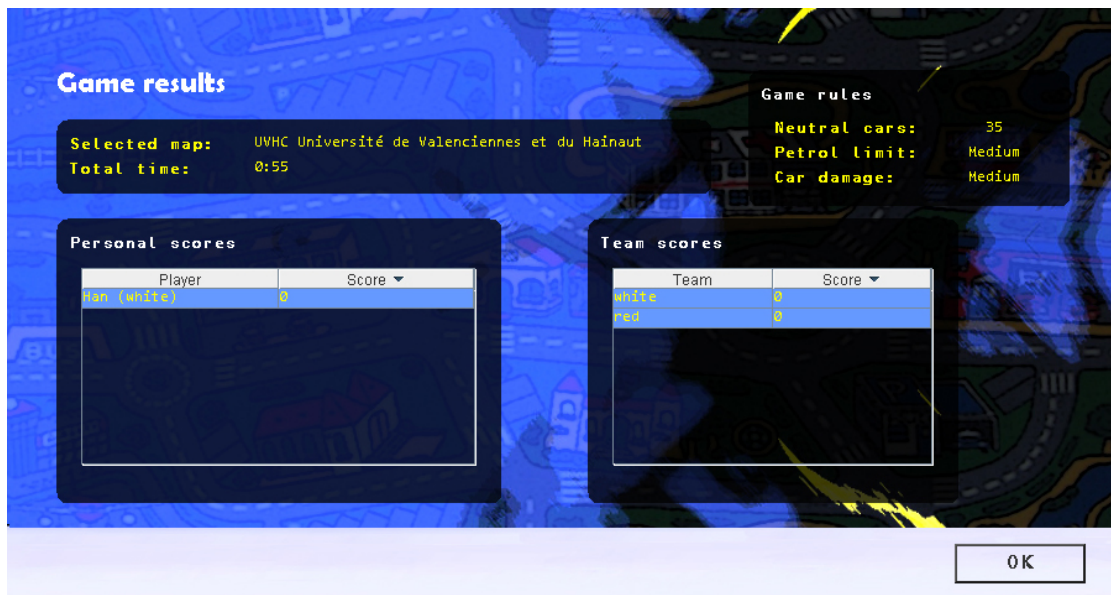 Game results
Selected map: UVHC Université de Valenciennes et du Hainaut
Total time: 0:55
Game rules
Neutral cars: 35
Petrol limit: Medium
Car damage: Medium
Personal scores
Player Score
Han (white) 0
Team scores
Team Score
white 0
red 0
OK